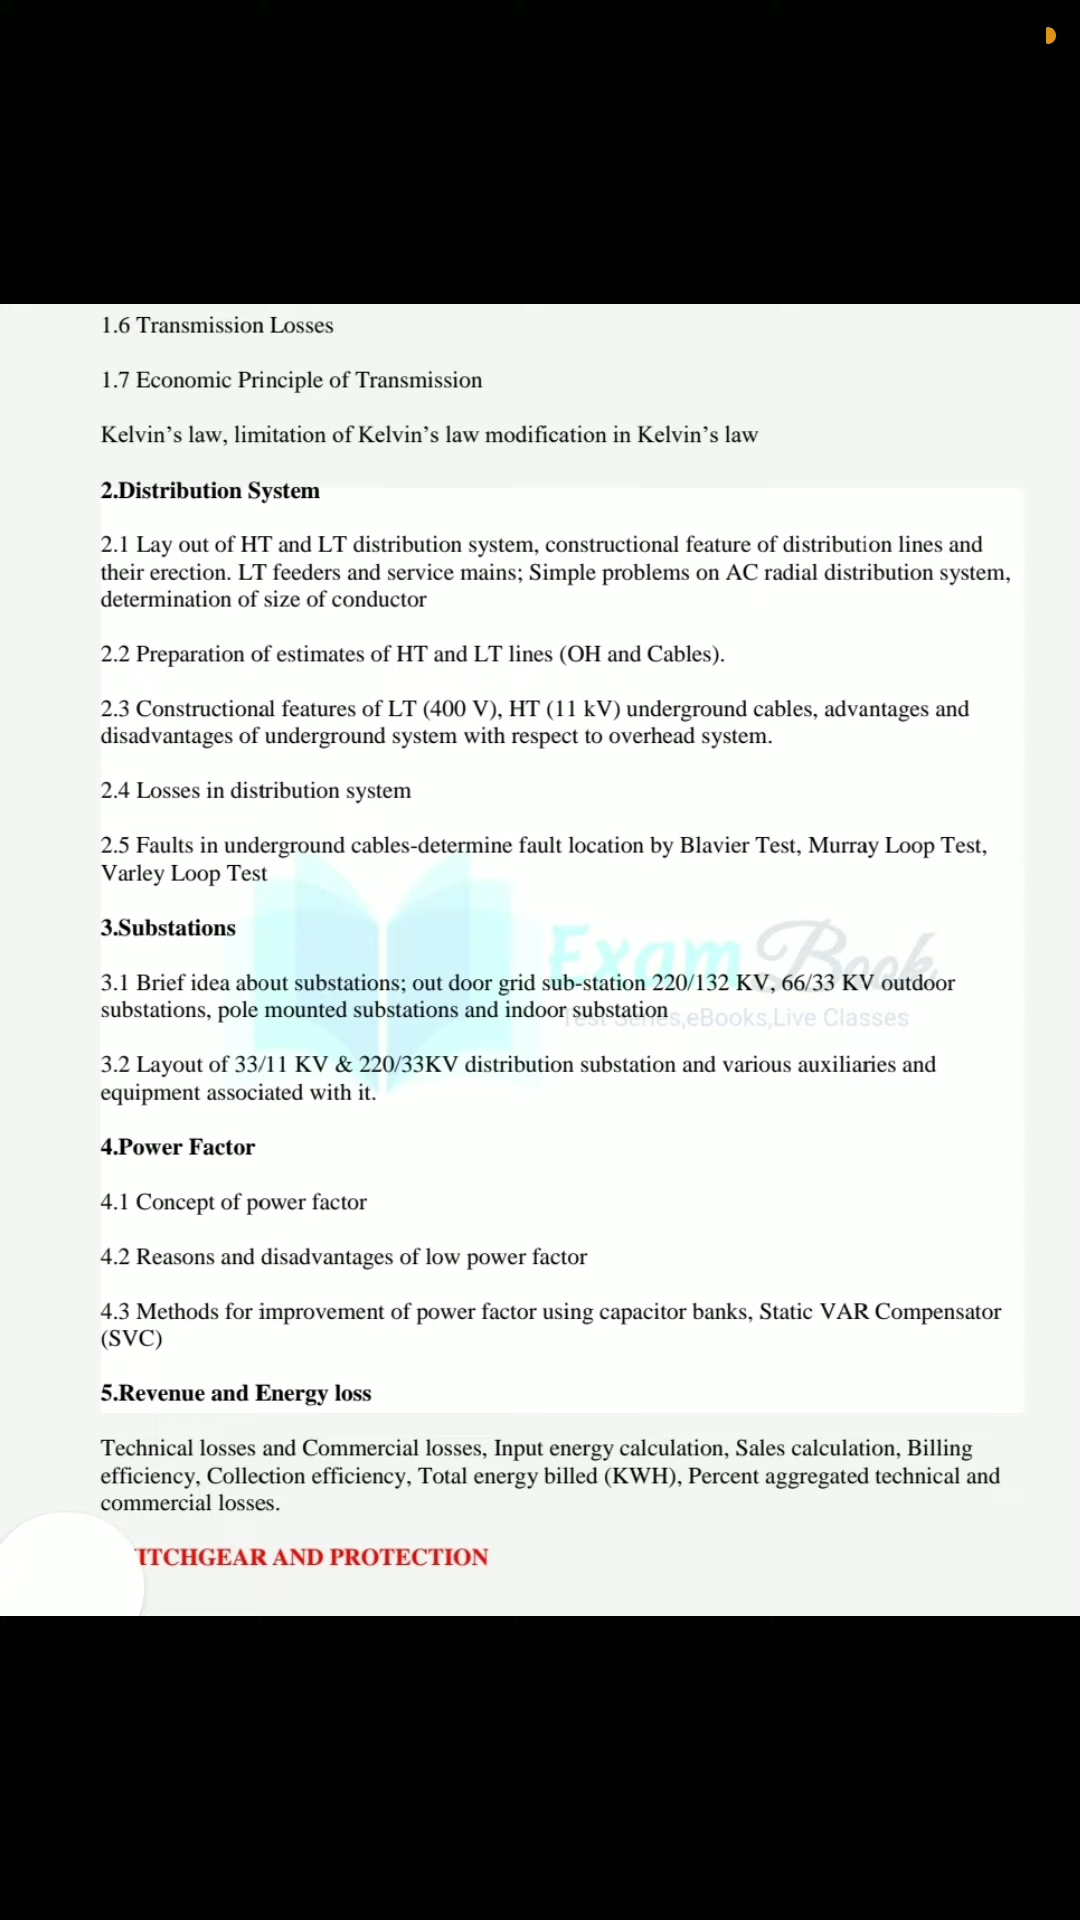 1.6 Transmission Losses
1.7 Economic Principle of Transmission
Kelvin’s law, limitation of Kelvin’s law modification in Kelvin’s law
2.Distribution System
2.1 Lay out of HT and LT distribution system, constructional feature of distribution lines and
their erection. LT feeders and service mains; Simple problems on AC radial distribution system,
determination of size of conductor
2.2 Preparation of estimates of HT and LT lines (OH and Cables).
2.3 Constructional features of LT (400 V), HT (11 kV) underground cables, advantages and
disadvantages of underground system with respect to overhead system.
2.4 Losses in distribution system
2.5 Faults in underground cables-determine fault location by Blavier Test, Murray Loop Test,
Varley Loop Test
3.Substations
Exam Book
3.1 Brief idea about substations; out door grid sub-station 220/132 KV, 66/33 KV outdoor
substations, pole mounted substations and indoor substation
Test Series,eBooks,Live Classes
3.2 Layout of 33/11 KV & 220/33KV distribution substation and various auxiliaries and
equipment associated with it.
4.Power Factor
4.1 Concept of power factor
4.2 Reasons and disadvantages of low power factor
4.3 Methods for improvement of power factor using capacitor banks, Static VAR Compensator
(SVC)
5.Revenue and Energy loss
Technical losses and Commercial losses, Input energy calculation, Sales calculation, Billing
efficiency, Collection efficiency, Total energy billed (KWH), Percent aggregated technical and
commercial losses.
ITCHGEAR AND PROTECTION